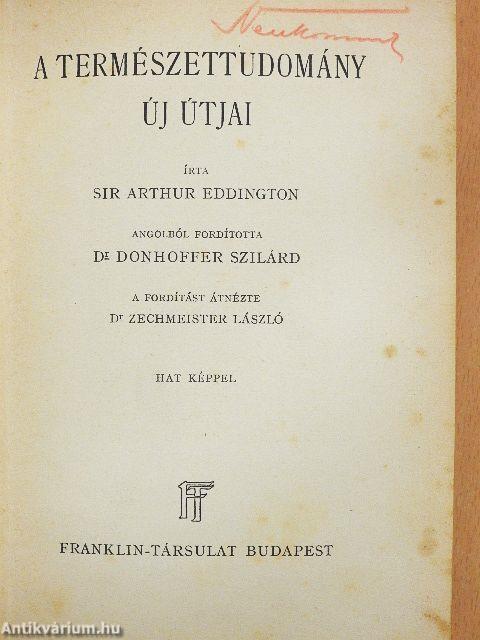 A TERMÉSZETTUDOMÁNY
ÚJ ÚTJAI
ÍRTA
SIR ARTHUR EDDINGTON
ANGOLBÓL FORDÍTOTTA
Dr DONHOFFER SZILÁRD
A FORDÍTÁST ÁTNÉZTE
Dr ZECHMEISTER LÁSZLÓ
HAT KÉPPEL
FT
FRANKLIN-TÁRSULAT BUDAPEST
Antikvárium.hu